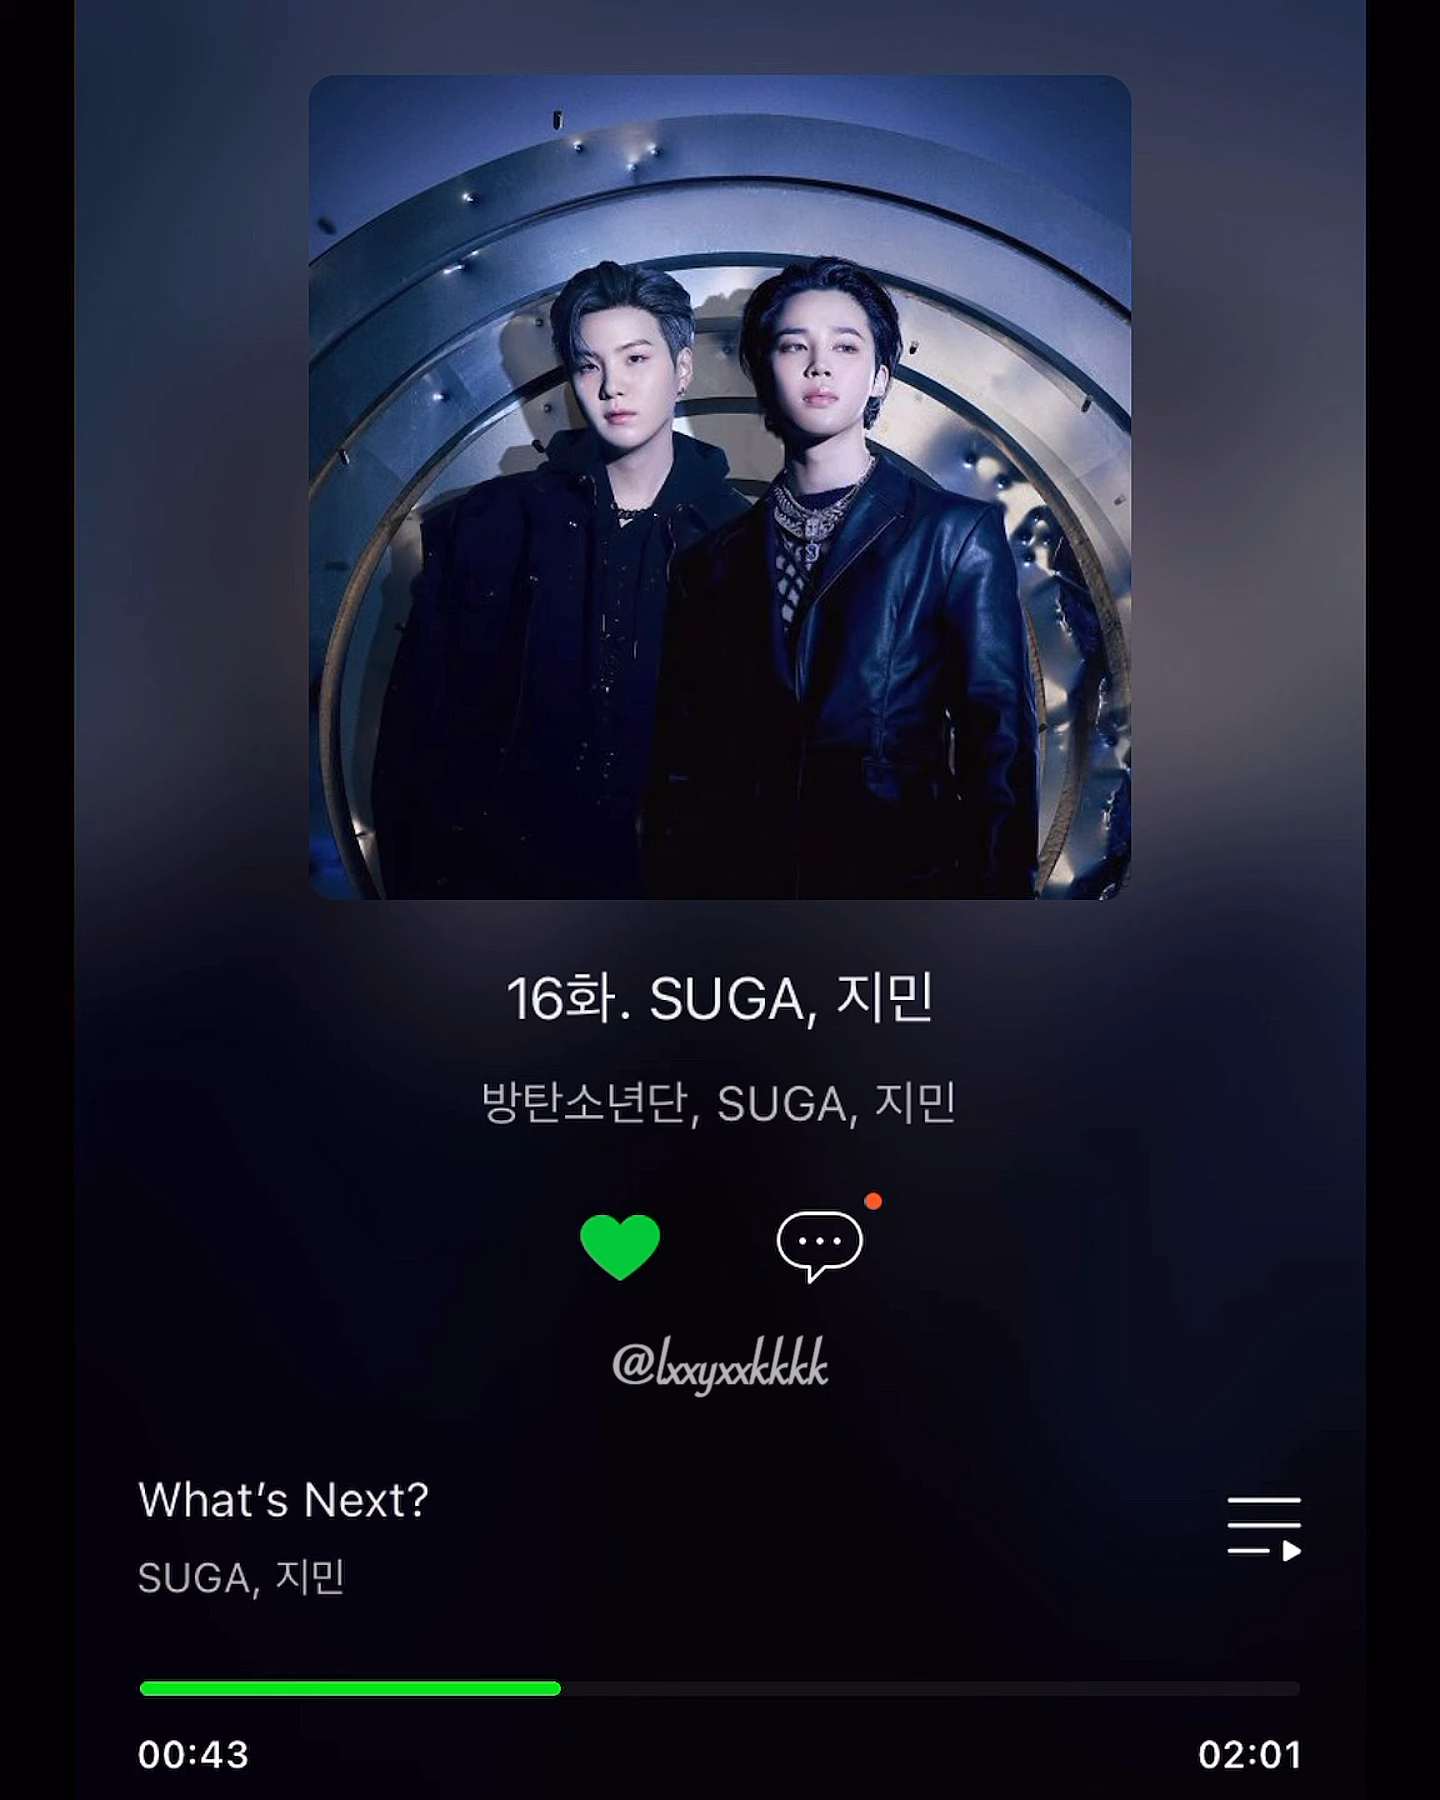 16화. SUGA, 지민
방탄소년단, SUGA, 지민
@lxxyxxkkkk
What's Next?
SUGA, 지민
00:43
02:01